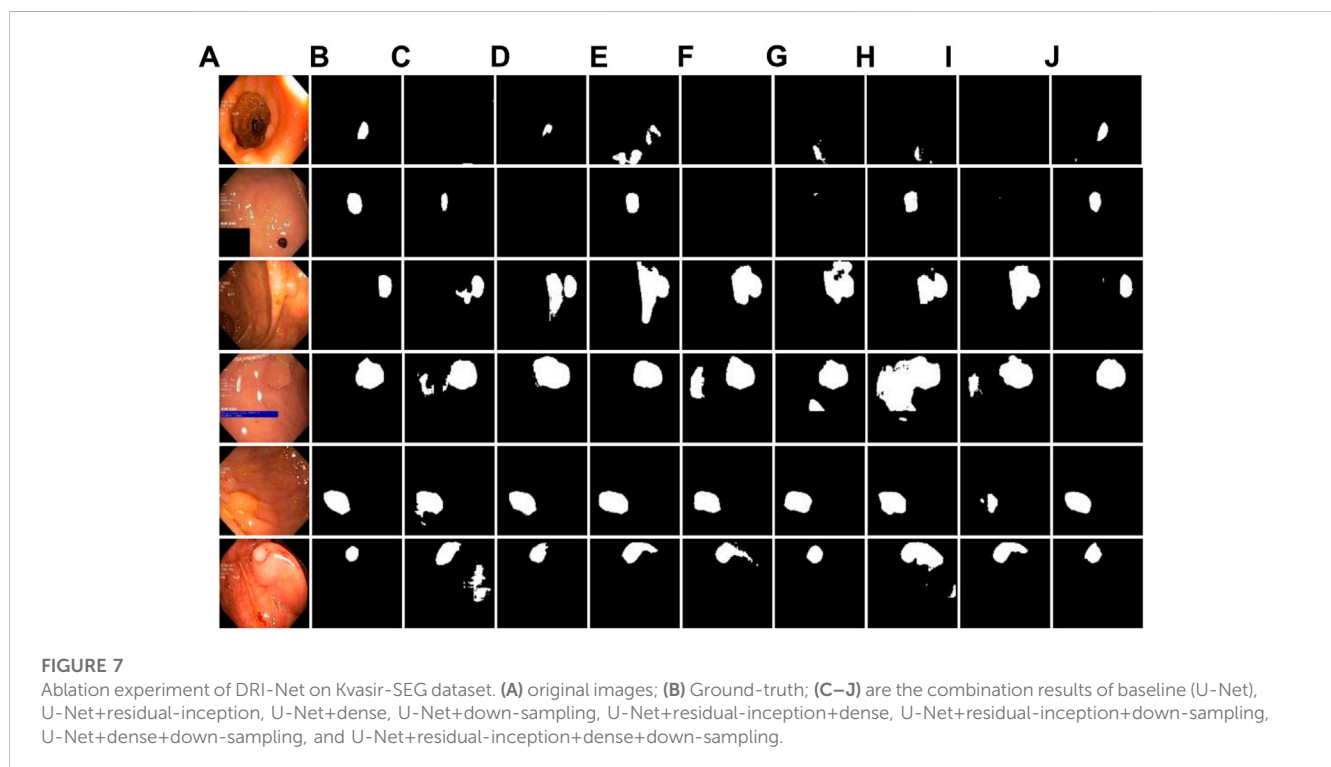 A B C D E F G H I J
FIGURE 7
Ablation experiment of DRI-Net on Kvasir-SEG dataset. (A) original images; (B) Ground-truth; (C–J) are the combination results of baseline (U-Net),
U-Net+residual-inception, U-Net+dense, U-Net+down-sampling, U-Net+residual-inception+dense, U-Net+residual-inception+down-sampling,
U-Net+dense+down-sampling, and U-Net+residual-inception+dense+down-sampling.